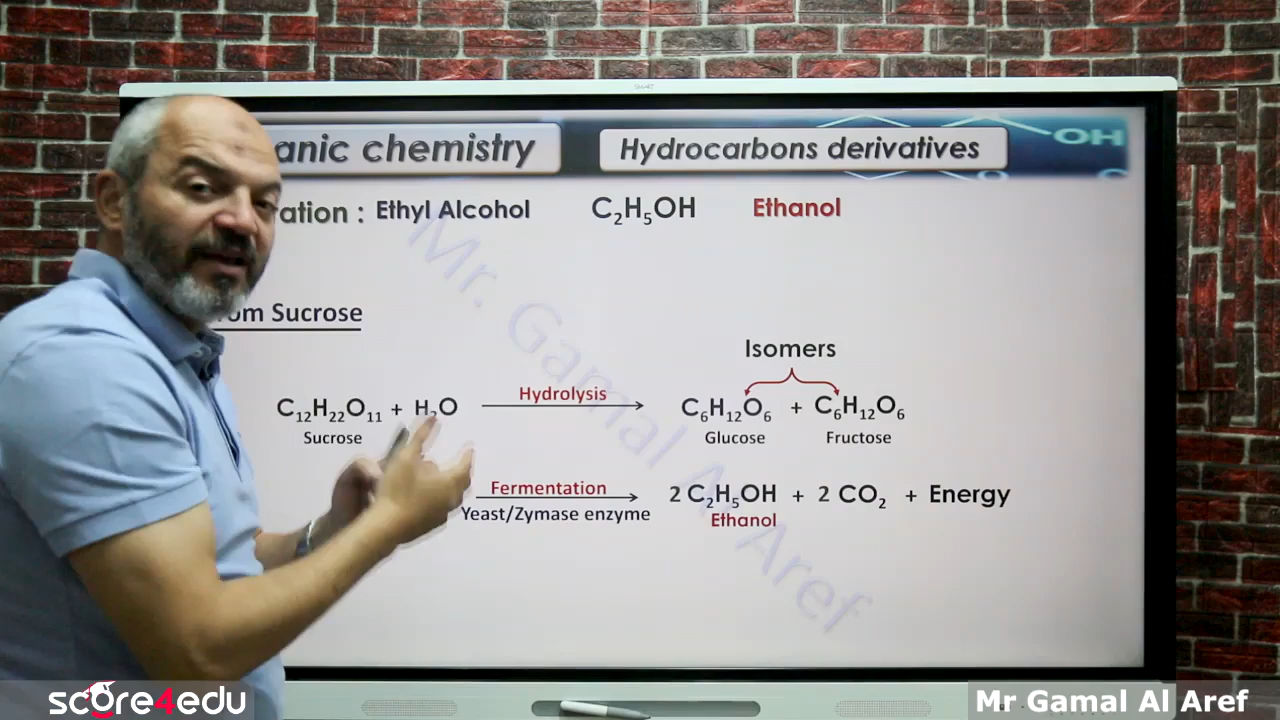 anic chemistry Hydrocarbons derivatives
OH
O
ation : Ethyl Alcohol C₂H₅OH Ethanol
om Sucrose
Isomers
C₁₂H₂₂O₁₁ + H₂O Hydrolysis C₆H₁₂O₆ + C₆H₁₂O₆
Sucrose Glucose Fructose
Fermentation 2 C₂H₅OH + 2 CO₂ + Energy
Yeast/Zymase enzyme Ethanol
Mr. Gamal Al Aref
score4edu
Mr Gamal Al Aref